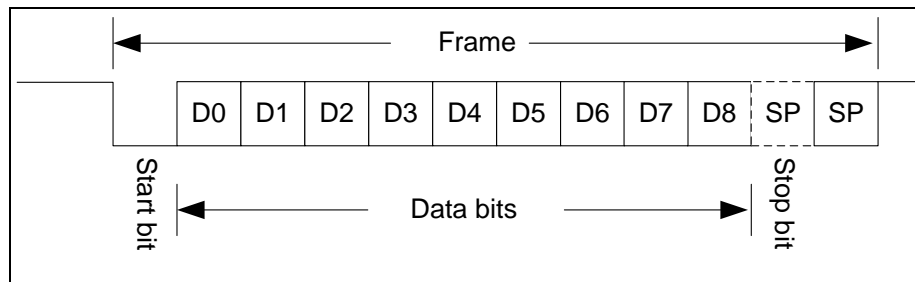 Frame
D0 D1 D2 D3 D4 D5 D6 D7 D8 SP SP
Start bit
Data bits
Stop bit